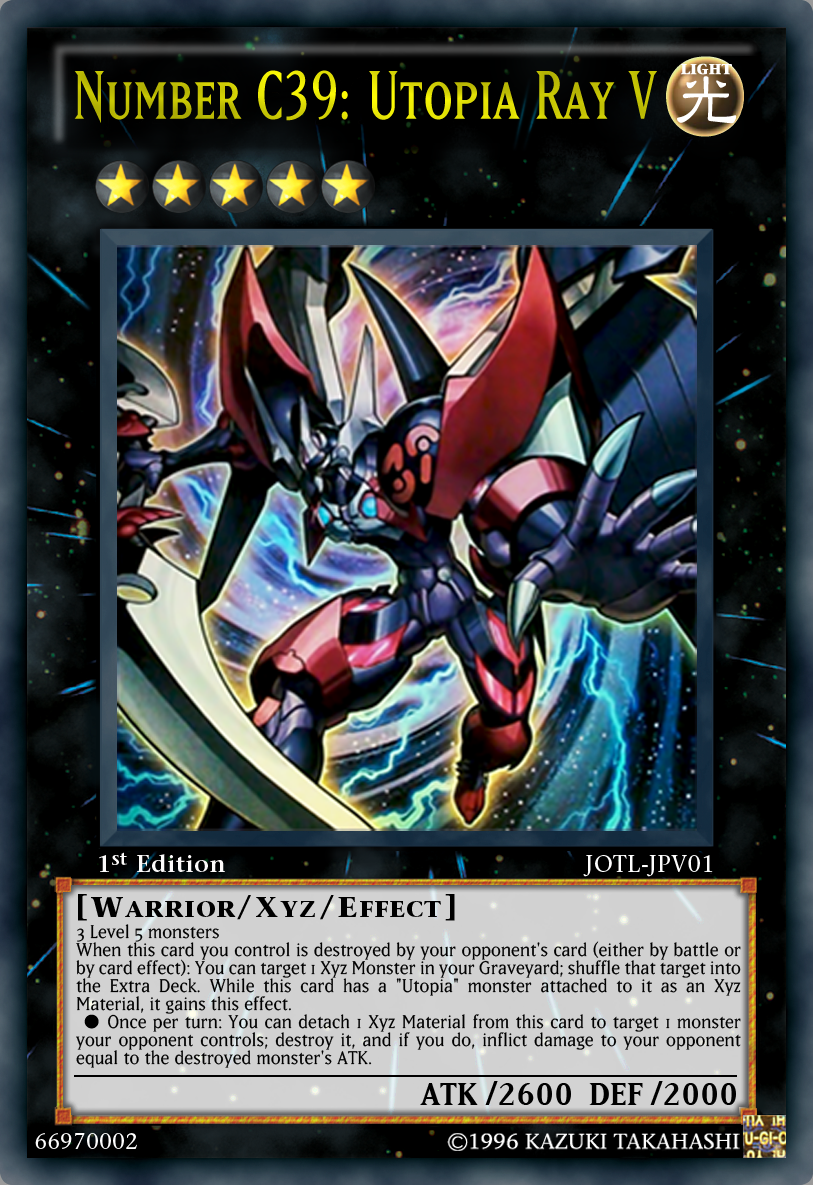 Number C39: Utopia Ray V
LIGHT
光
39
1st Edition
JOTL-JPV01
[Warrior/Xyz/Effect]
3 Level 5 monsters
When this card you control is destroyed by your opponent's card (either by battle or
by card effect): You can target 1 Xyz Monster in your Graveyard; shuffle that target into
the Extra Deck. While this card has a "Utopia" monster attached to it as an Xyz
Material, it gains this effect.
● Once per turn: You can detach 1 Xyz Material from this card to target 1 monster
your opponent controls; destroy it, and if you do, inflict damage to your opponent
equal to the destroyed monster's ATK.
ATK /2600 DEF /2000
66970002
©1996 KAZUKI TAKAHASHI